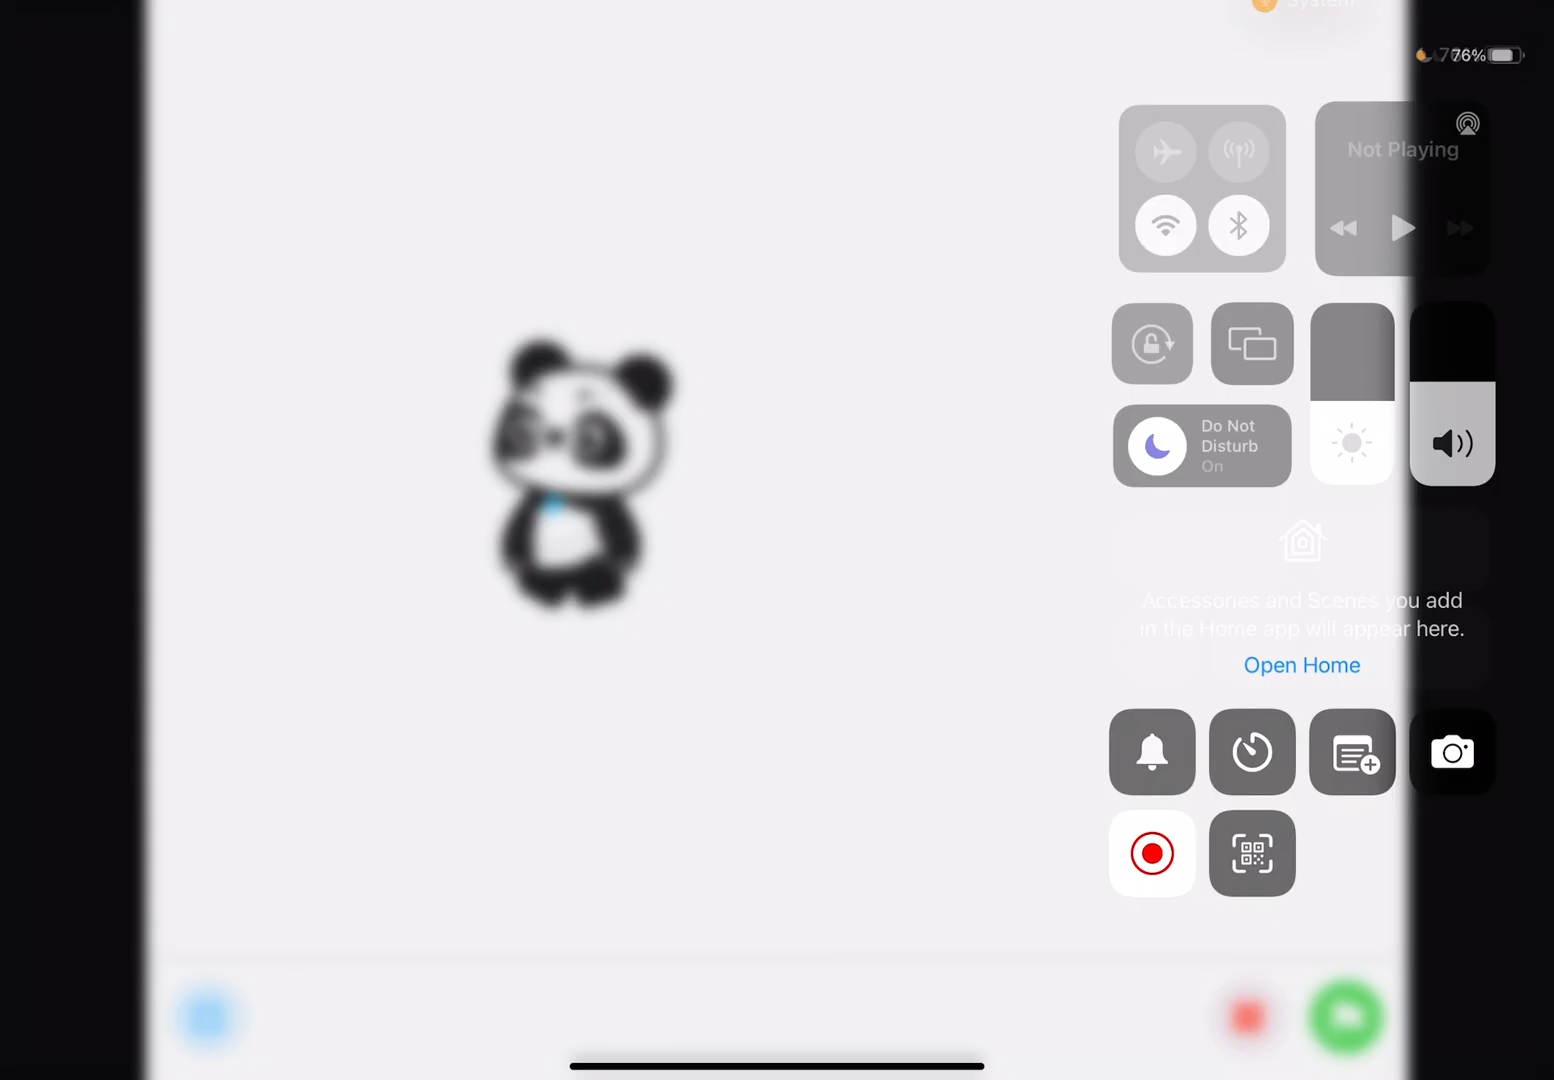 System
76%
Not Playing
Do Not
Disturb
On
Accessories and Scenes you add
in the Home app will appear here.
Open Home